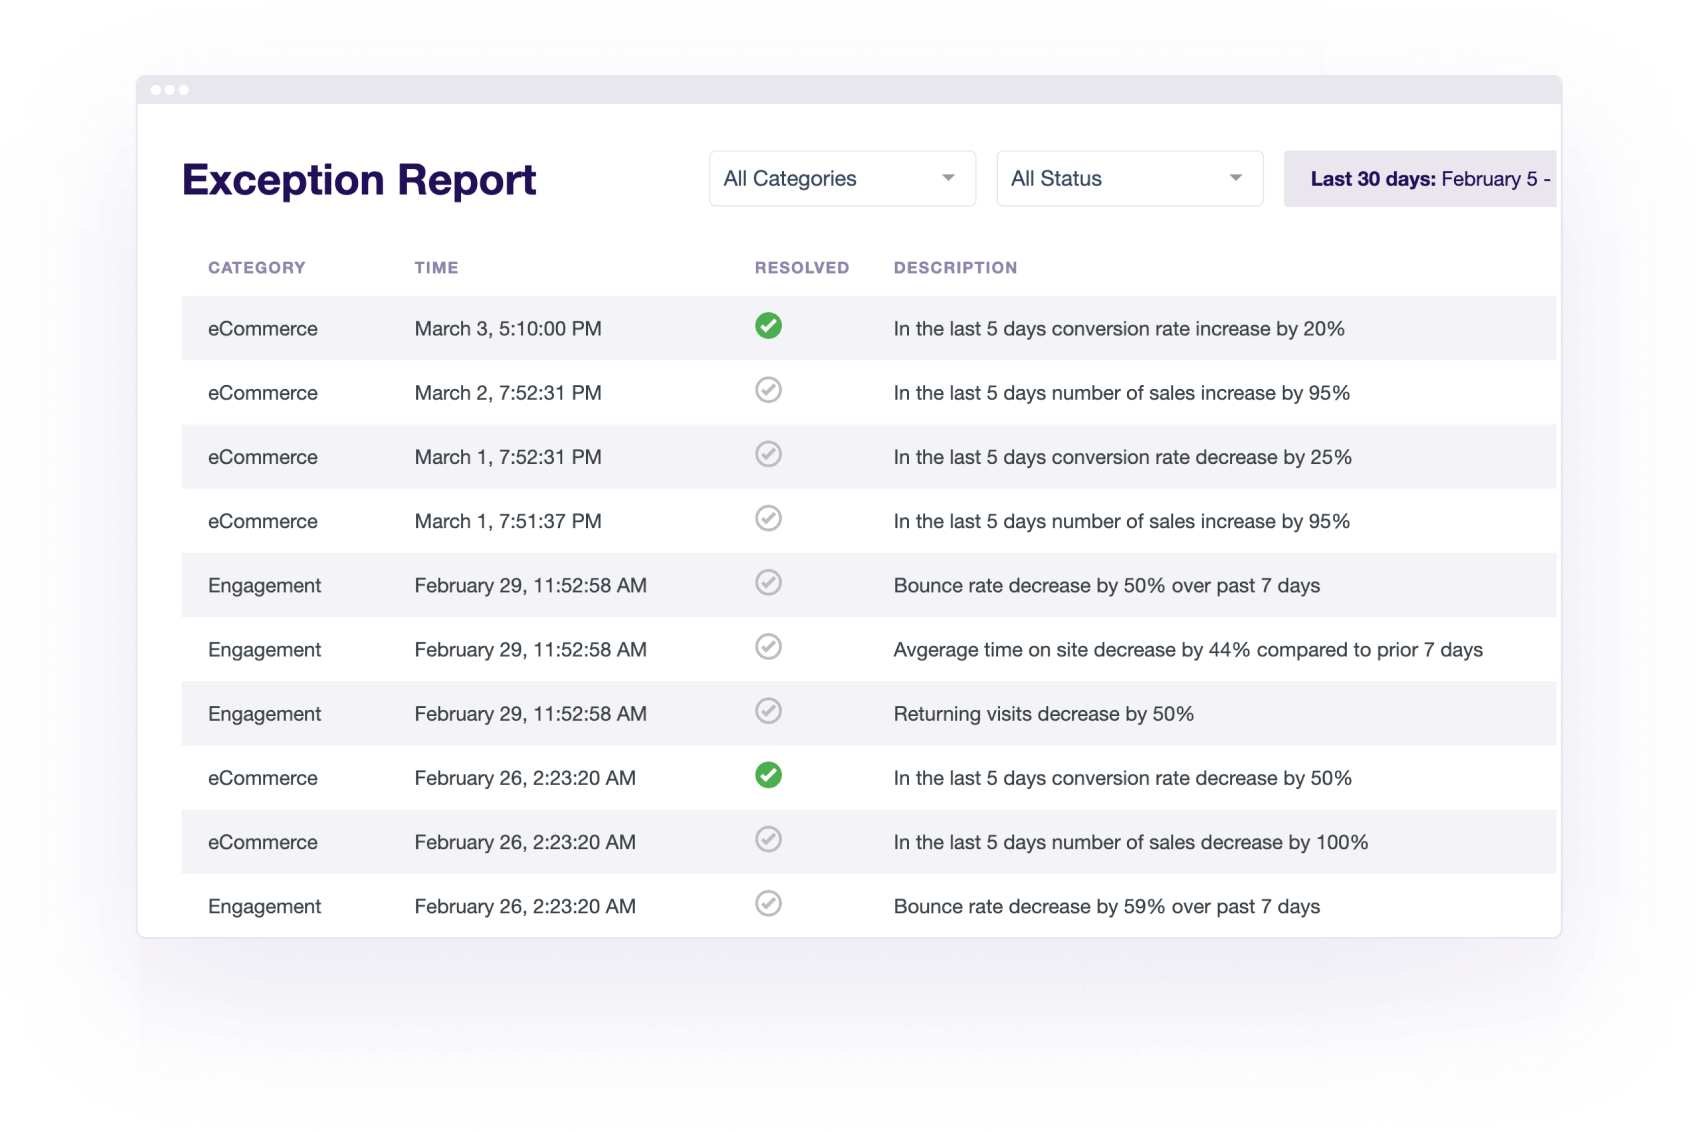 Exception Report
All Categories
All Status
Last 30 days: February 5 -
CATEGORY TIME RESOLVED DESCRIPTION
eCommerce March 3, 5:10:00 PM In the last 5 days conversion rate increase by 20%
eCommerce March 2, 7:52:31 PM In the last 5 days number of sales increase by 95%
eCommerce March 1, 7:52:31 PM In the last 5 days conversion rate decrease by 25%
eCommerce March 1, 7:51:37 PM In the last 5 days number of sales increase by 95%
Engagement February 29, 11:52:58 AM Bounce rate decrease by 50% over past 7 days
Engagement February 29, 11:52:58 AM Avgerage time on site decrease by 44% compared to prior 7 days
Engagement February 29, 11:52:58 AM Returning visits decrease by 50%
eCommerce February 26, 2:23:20 AM In the last 5 days conversion rate decrease by 50%
eCommerce February 26, 2:23:20 AM In the last 5 days number of sales decrease by 100%
Engagement February 26, 2:23:20 AM Bounce rate decrease by 59% over past 7 days